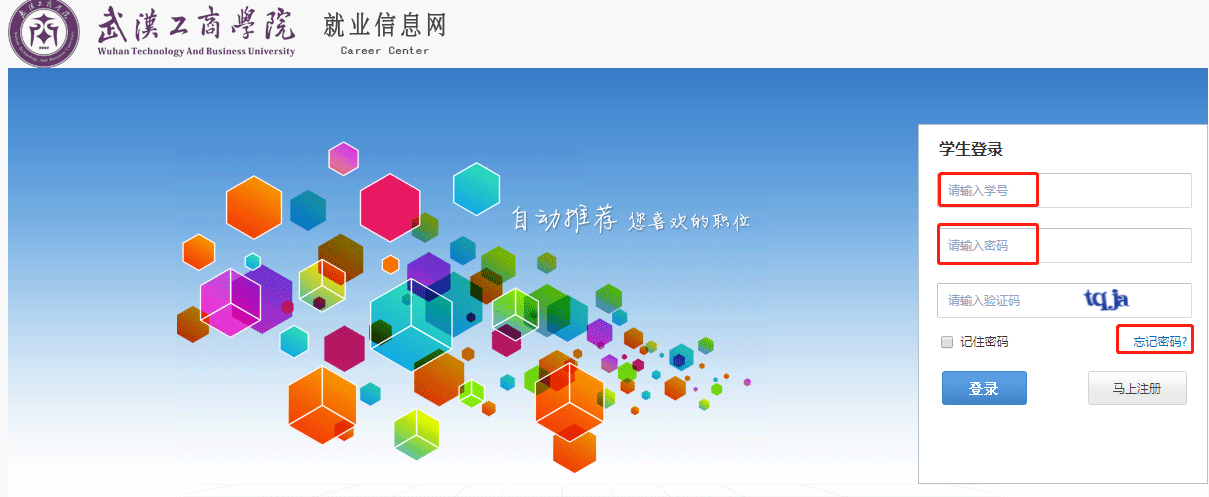 武漢工商學院
Wuhan Technology And Business University
就业信息网
Career Center
自动推荐 您喜欢的职位
学生登录
请输入学号
请输入密码
请输入验证码
tqja
记住密码
忘记密码?
登录
马上注册